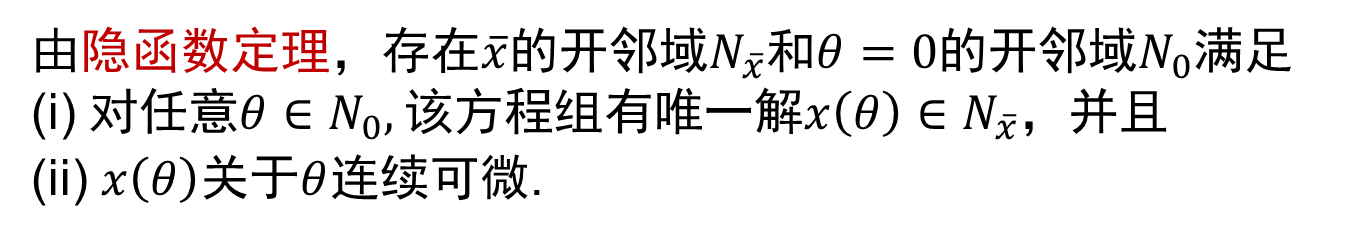 由隐函数定理，存在x̄的开邻域N_x̄和θ = 0的开邻域N₀满足
(i) 对任意θ ∈ N₀, 该方程组有唯一解x(θ) ∈ N_x̄，并且
(ii) x(θ)关于θ连续可微.